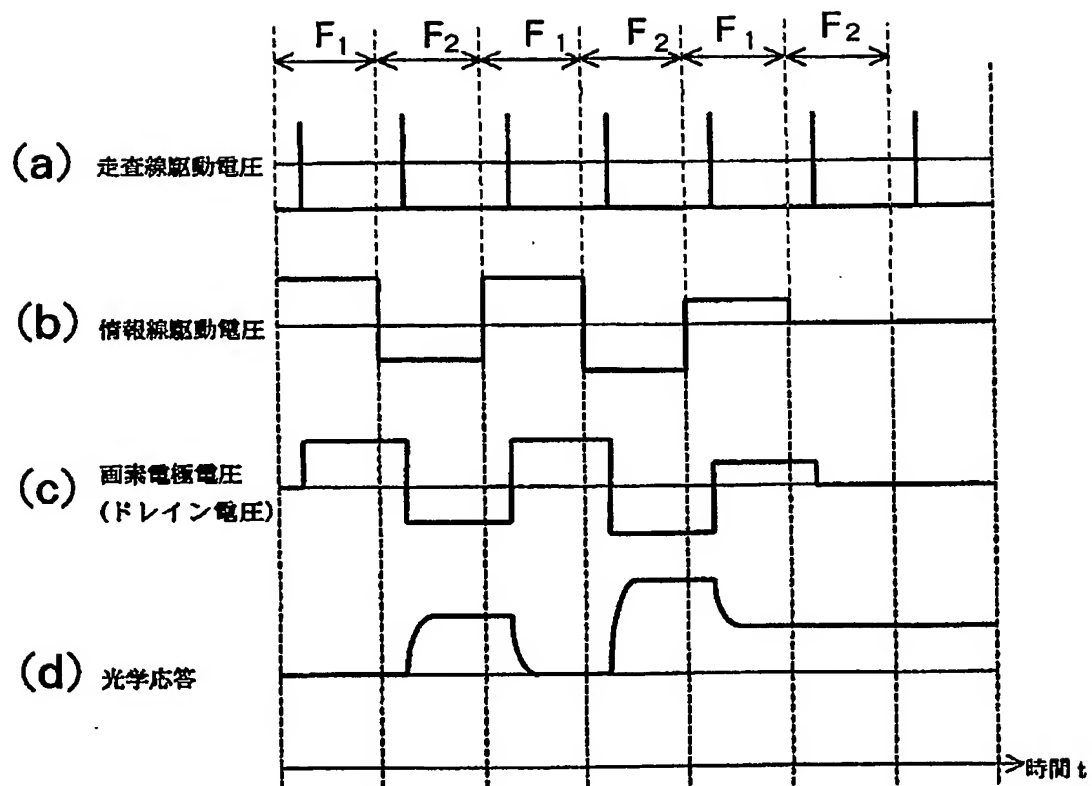 F₁ F₂ F₁ F₂ F₁ F₂
(a) 走査線駆動電圧
(b) 情報線駆動電圧
(c) 画素電極電圧
(ドレイン電圧)
(d) 光学応答
時間 t